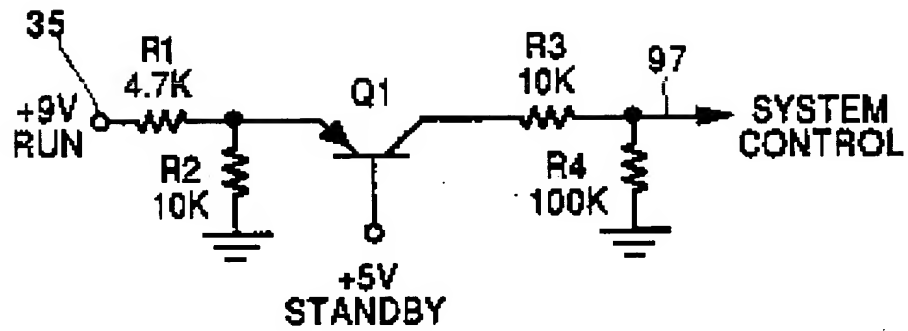 35
R1
4.7K
+9V
RUN
R2
10K
Q1
+5V
STANDBY
R3
10K
97
R4
100K
SYSTEM
CONTROL